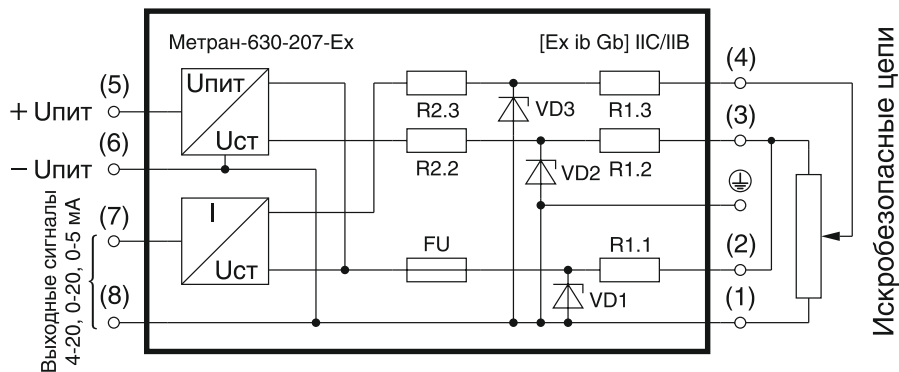 Метран-630-207-Ex
[Ex ib Gb] IIC/IIB
(5)
+ Uпит
(6)
− Uпит
(7)
(8)
Выходные сигналы
4-20, 0-20, 0-5 мА
Uпит
Uст
I
Uст
R2.3
VD3
R1.3
R2.2
VD2
R1.2
FU
R1.1
VD1
(4)
(3)
(2)
(1)
Искробезопасные цепи